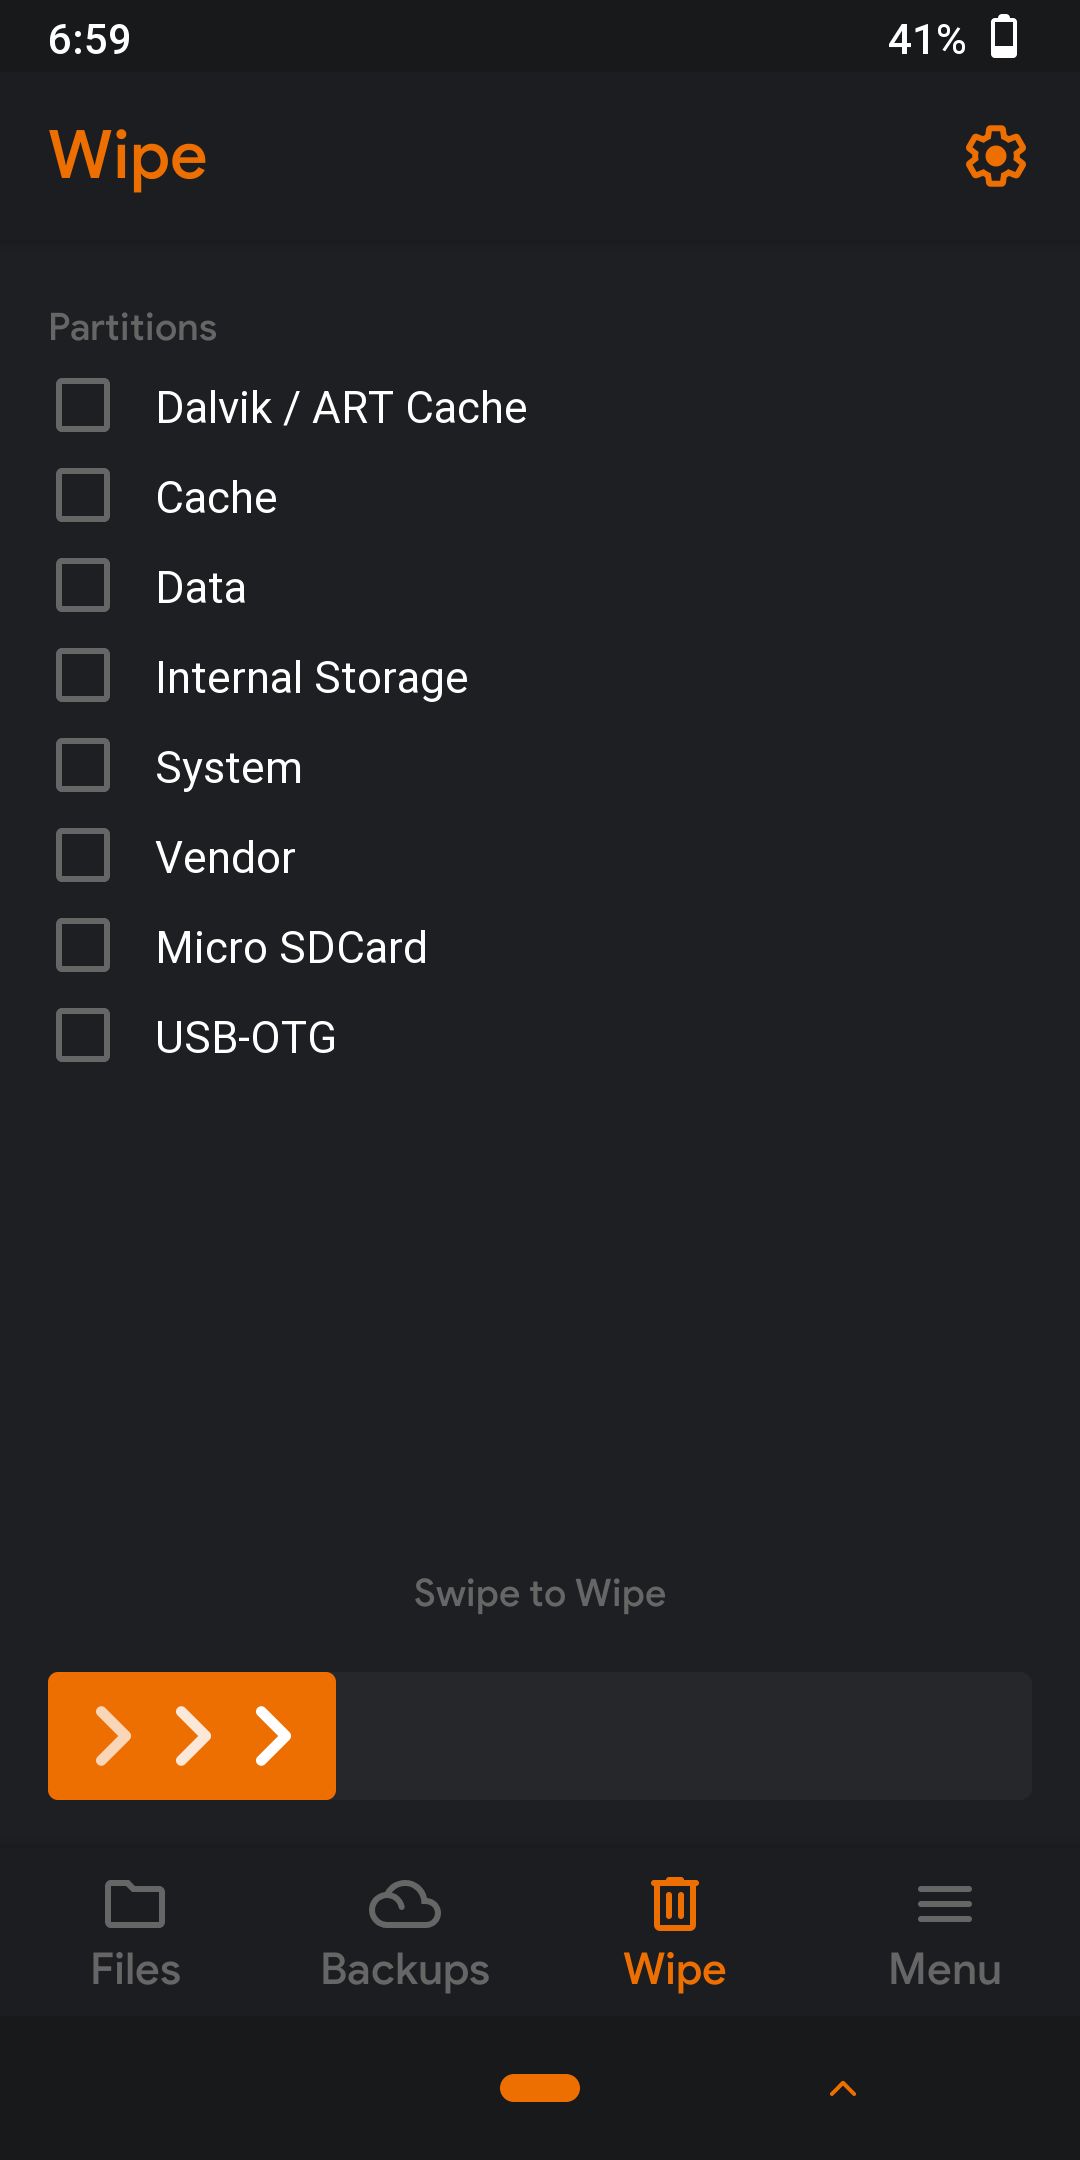 6:59 41%
Wipe
Partitions
Dalvik / ART Cache
Cache
Data
Internal Storage
System
Vendor
Micro SDCard
USB-OTG
Swipe to Wipe
Files Backups Wipe Menu